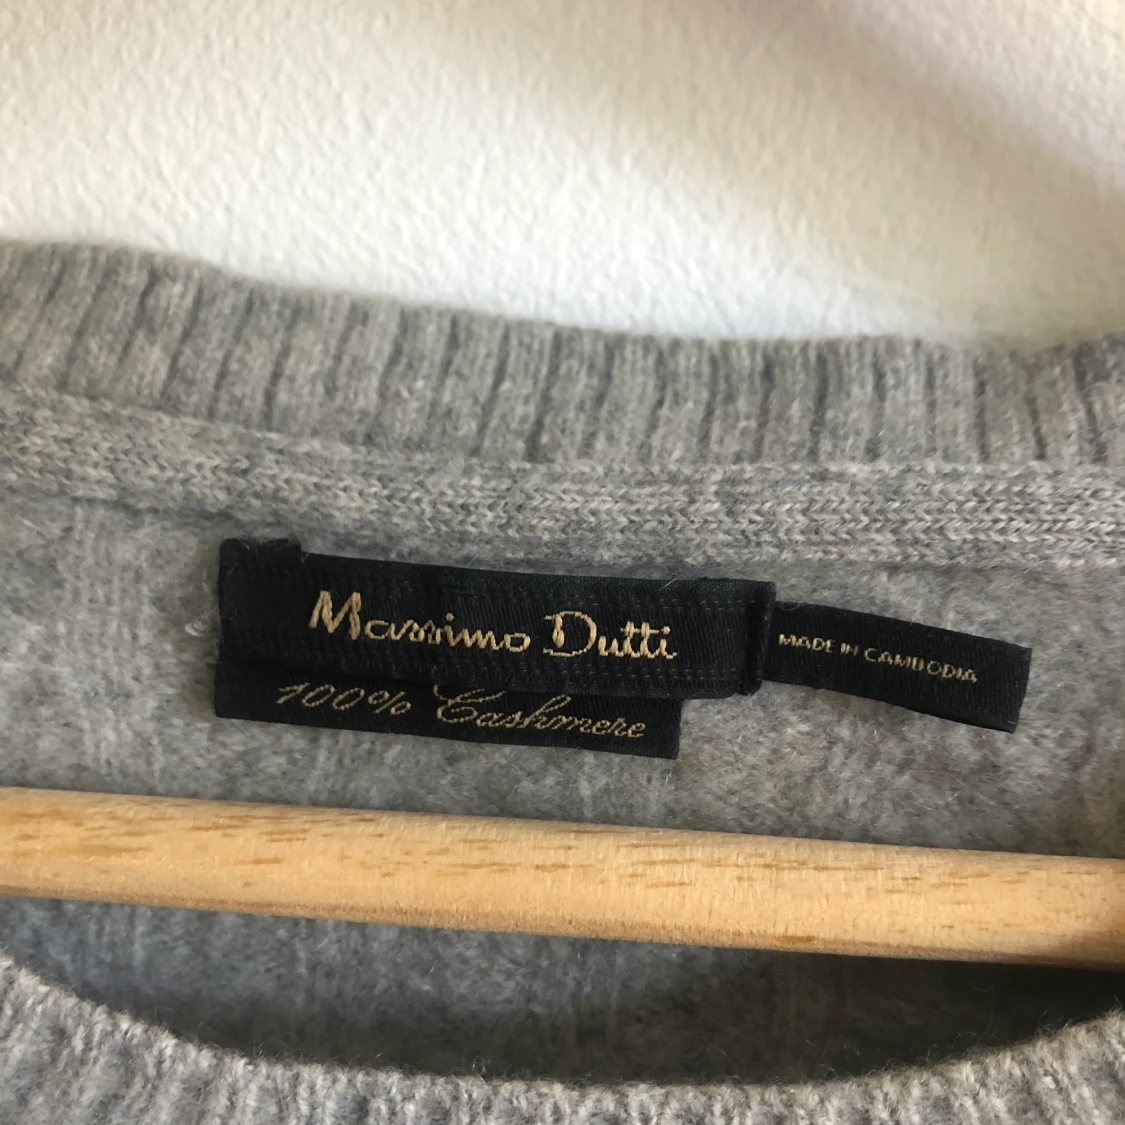 Massimo Dutti
MADE IN CAMBODIA
100% Cashmere